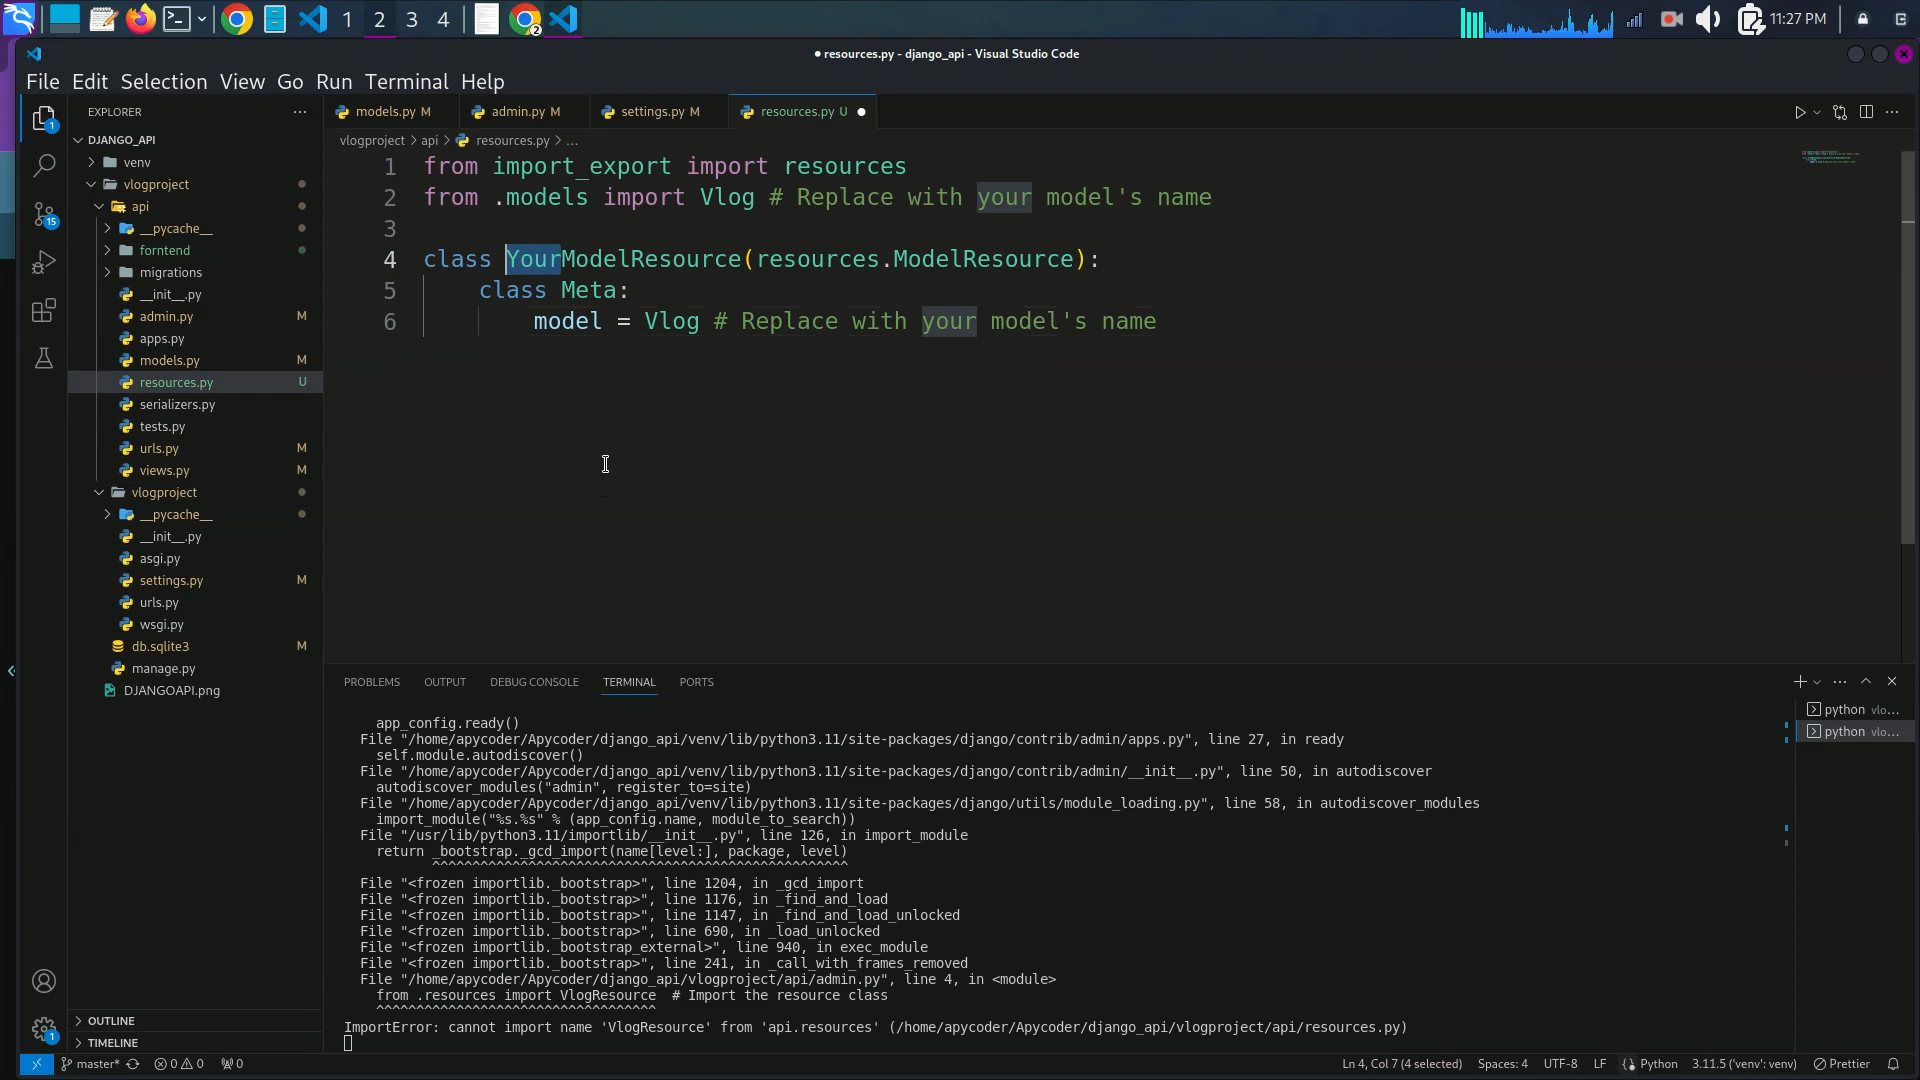 1 2 3 4
2
11:27 PM
● resources.py - django_api - Visual Studio Code
File Edit Selection View Go Run Terminal Help
EXPLORER
DJANGO_API
venv
vlogproject
api
__pycache__
forntend
migrations
__init__.py
admin.py M
apps.py
models.py M
resources.py U
serializers.py
tests.py
urls.py M
views.py M
vlogproject
__pycache__
__init__.py
asgi.py
settings.py M
urls.py
wsgi.py
db.sqlite3 M
manage.py
DJANGOAPI.png
OUTLINE
TIMELINE
1
15
1
models.py M admin.py M settings.py M resources.py U
vlogproject > api > resources.py > ...
1 from import_export import resources
2 from .models import Vlog # Replace with your model's name
3
4 class YourModelResource(resources.ModelResource):
5 class Meta:
6 model = Vlog # Replace with your model's name
PROBLEMS OUTPUT DEBUG CONSOLE TERMINAL PORTS
app_config.ready()
File "/home/apycoder/Apycoder/django_api/venv/lib/python3.11/site-packages/django/contrib/admin/apps.py", line 27, in ready
self.module.autodiscover()
File "/home/apycoder/Apycoder/django_api/venv/lib/python3.11/site-packages/django/contrib/admin/__init__.py", line 50, in autodiscover
autodiscover_modules("admin", register_to=site)
File "/home/apycoder/Apycoder/django_api/venv/lib/python3.11/site-packages/django/utils/module_loading.py", line 58, in autodiscover_modules
import_module("%s.%s" % (app_config.name, module_to_search))
File "/usr/lib/python3.11/importlib/__init__.py", line 126, in import_module
return _bootstrap._gcd_import(name[level:], package, level)
^^^^^^^^^^^^^^^^^^^^^^^^^^^^^^^^^^^^^^^^^^^^^^^^^^^^
File "<frozen importlib._bootstrap>", line 1204, in _gcd_import
File "<frozen importlib._bootstrap>", line 1176, in _find_and_load
File "<frozen importlib._bootstrap>", line 1147, in _find_and_load_unlocked
File "<frozen importlib._bootstrap>", line 690, in _load_unlocked
File "<frozen importlib._bootstrap_external>", line 940, in exec_module
File "<frozen importlib._bootstrap>", line 241, in _call_with_frames_removed
File "/home/apycoder/Apycoder/django_api/vlogproject/api/admin.py", line 4, in <module>
from .resources import VlogResource # Import the resource class
^^^^^^^^^^^^^^^^^^^^^^^^^^^^^^^^^^^
ImportError: cannot import name 'VlogResource' from 'api.resources' (/home/apycoder/Apycoder/django_api/vlogproject/api/resources.py)
python vlo...
python vlo...
master* 0 0 0 Ln 4, Col 7 (4 selected) Spaces: 4 UTF-8 LF Python 3.11.5 ('venv': venv) Prettier